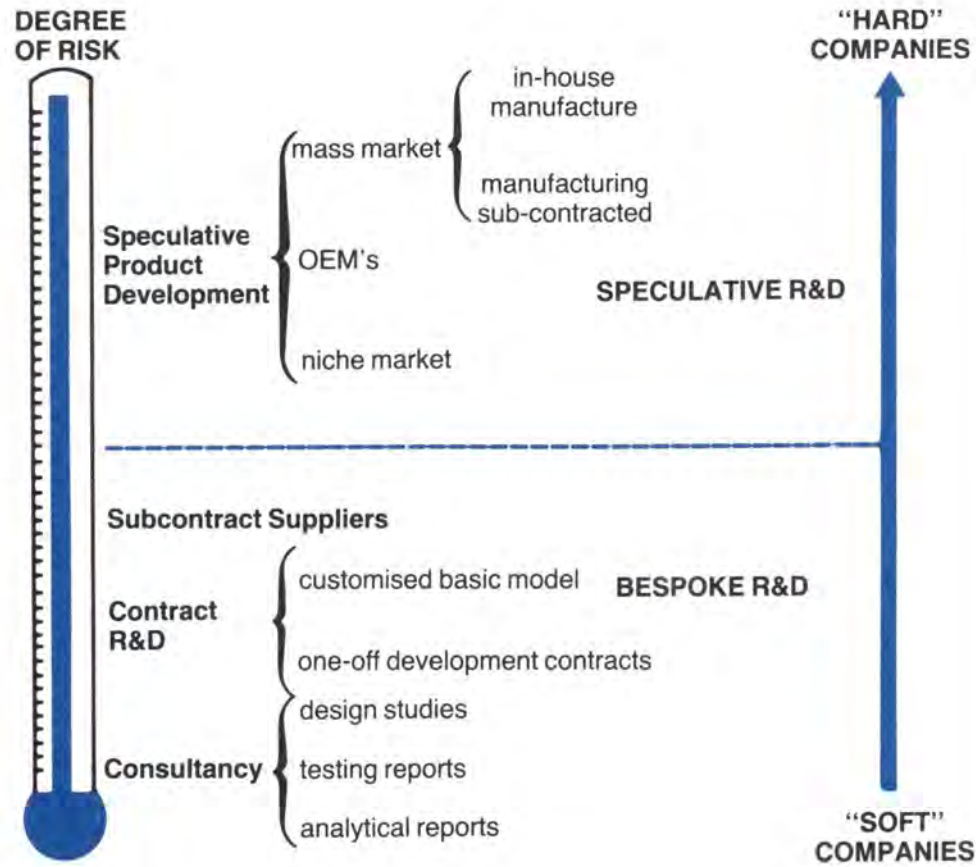 DEGREE
OF RISK
"HARD"
COMPANIES
in-house
manufacture
mass market
manufacturing
sub-contracted
Speculative
Product
Development
OEM's
SPECULATIVE R&D
niche market
Subcontract Suppliers
customised basic model
BESPOKE R&D
Contract
R&D
one-off development contracts
design studies
Consultancy
testing reports
analytical reports
"SOFT"
COMPANIES